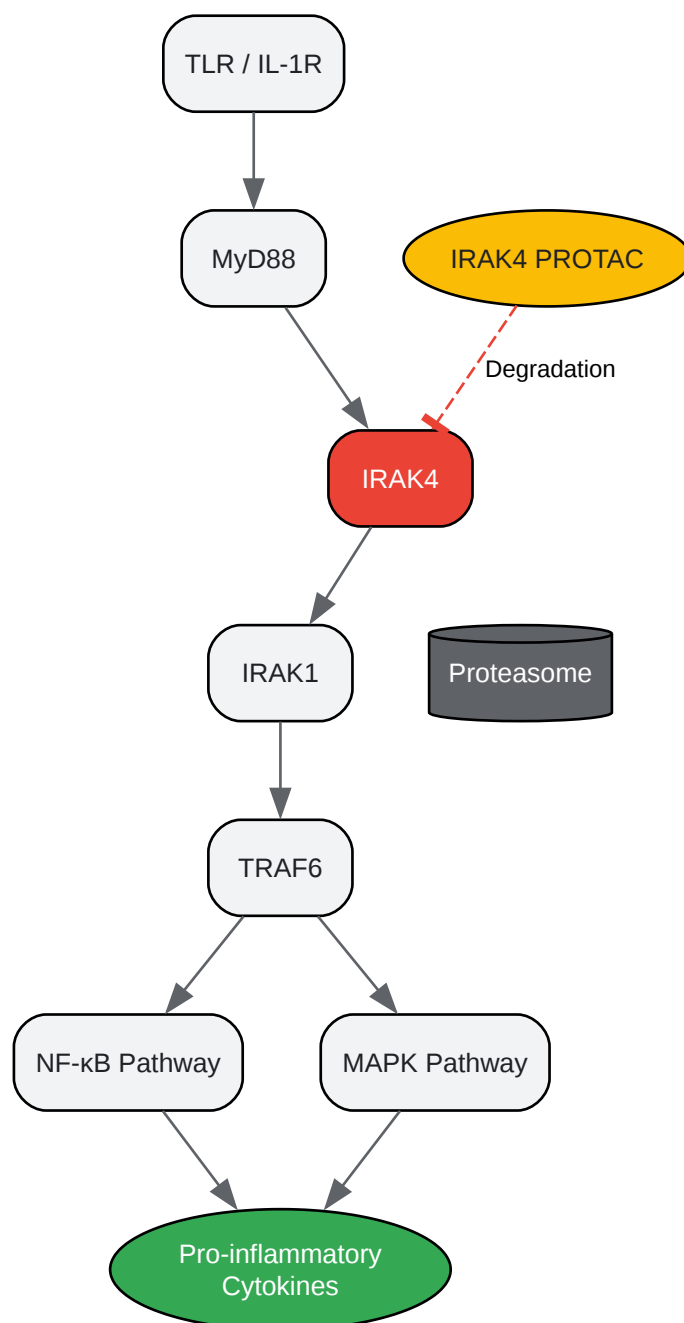 TLR / IL-1R
MyD88
IRAK4 PROTAC
Degradation
IRAK4
IRAK1
Proteasome
TRAF6
NF-κB Pathway
MAPK Pathway
Pro-inflammatory
Cytokines